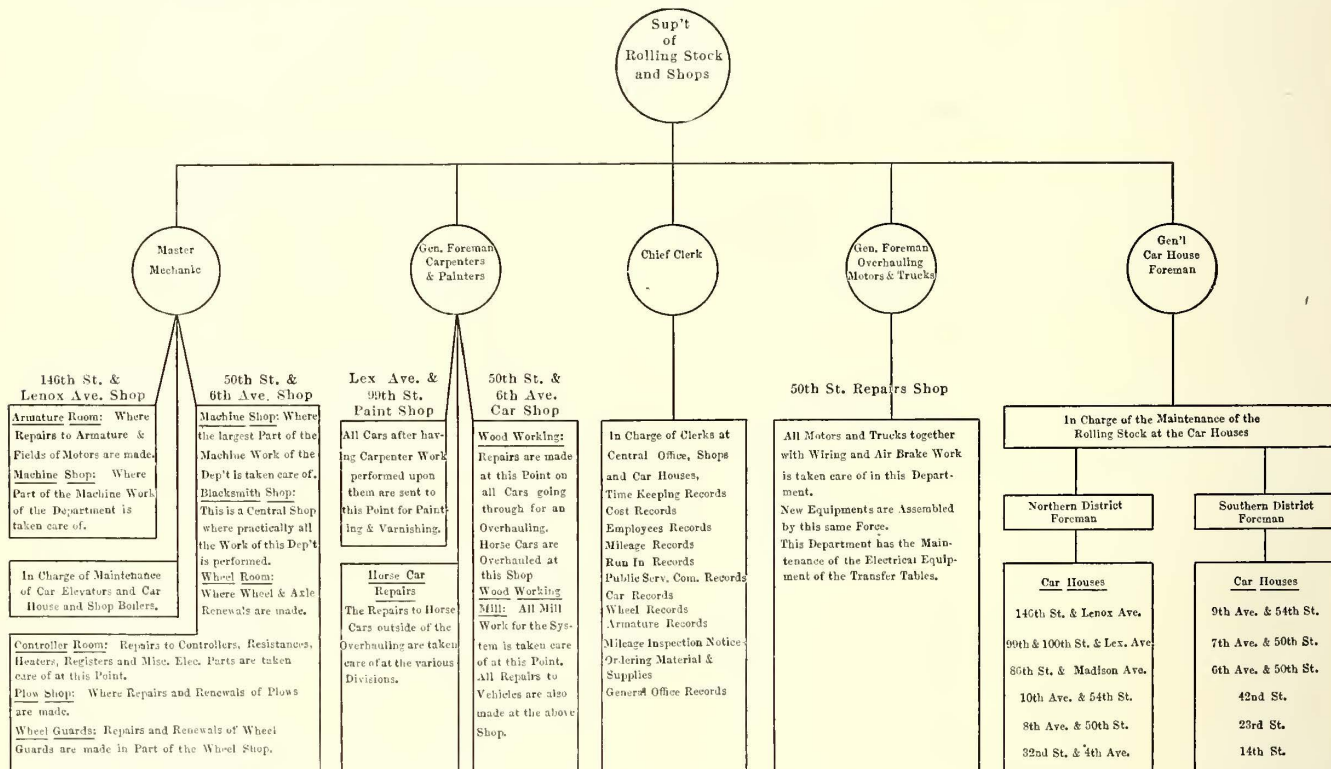 Sup't
of
Rolling Stock
and Shops
Master
Mechanic
Gen. Foreman
Carpenters
& Painters
Chief Clerk
Gen. Foreman
Overhauling
Motors & Trucks
Gen'l
Car House
Foreman
146th St. &
Lenox Ave. Shop
Armature Room: Where
Repairs to Armature &
Fields of Motors are made.
Machine Shop: Where
Part of the Machine Work
of the Department is
taken care of.
In Charge of Maintenance
of Car Elevators and Car
House and Shop Boilers.
50th St. &
6th Ave. Shop
Machine Shop: Where
the largest Part of the
Machine Work of the
Dep't is taken care of.
Blacksmith Shop:
This is a Central Shop
where practically all
the Work of this Dep't
is performed.
Wheel Room:
Where Wheel & Axle
Renewals are made.
Controller Room: Repairs to Controllers, Resistances,
Heaters, Registers and Misc. Elec. Parts are taken
care of at this Point.
Plow Shop: Where Repairs and Renewals of Plows
are made.
Wheel Guards: Repairs and Renewals of Wheel
Guards are made in Part of the Wheel Shop.
Lex Ave. &
99th St.
Paint Shop
All Cars after hav-
ing Carpenter Work
performed upon
them are sent to
this Point for Paint-
ing & Varnishing.
Horse Car
Repairs
The Repairs to Horse
Cars outside of the
Overhauling are taken
care of at the various
Divisions.
50th St. &
6th Ave.
Car Shop
Wood Working:
Repairs are made
at this Point on
all Cars going
through for an
Overhauling.
Horse Cars are
Overhauled at
this Shop
Wood Working
Mill: All Mill
Work for the Sys-
tem is taken care
of at this Point.
All Repairs to
Vehicles are also
made at the above
Shop.
In Charge of Clerks at
Central Office, Shops
and Car Houses,
Time Keeping Records
Cost Records
Employees Records
Mileage Records
Run In Records
Public Serv. Com. Records
Car Records
Wheel Records
Armature Records
Mileage Inspection Notices
Ordering Material &
Supplies
General Office Records
50th St. Repairs Shop
All Motors and Trucks together
with Wiring and Air Brake Work
is taken care of in this Depart-
ment.
New Equipments are Assembled
by this same Force.
This Department has the Main-
tenance of the Electrical Equip-
ment of the Transfer Tables.
In Charge of the Maintenance of the
Rolling Stock at the Car Houses
Northern District
Foreman
Car Houses
146th St. & Lenox Ave.
99th & 100th St. & Lex. Ave
86th St. & Madison Ave.
10th Ave. & 54th St.
8th Ave. & 50th St.
32nd St. & 4th Ave.
Southern District
Foreman
Car Houses
9th Ave. & 54th St.
7th Ave. & 50th St.
6th Ave. & 50th St.
42nd St.
23rd St.
14th St.